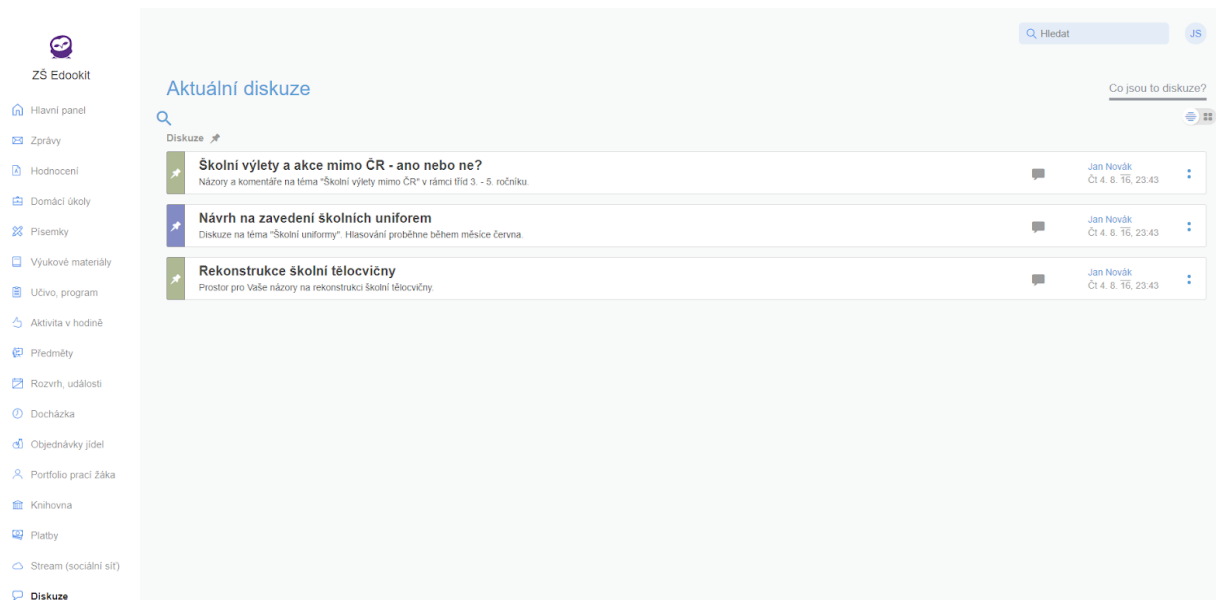 ZŠ Edookit
Hlavní panel
Zprávy
Hodnocení
Domácí úkoly
Písemky
Výukové materiály
Učivo, program
Aktivita v hodině
Předměty
Rozvrh, události
Docházka
Objednávky jídel
Portfolio prací žáka
Knihovna
Platby
Stream (sociální síť)
Diskuze
Hledat
JS
Aktuální diskuze
Co jsou to diskuze?
Diskuze
Školní výlety a akce mimo ČR - ano nebo ne?
Názory a komentáře na téma "Školní výlety mimo ČR" v rámci tříd 3. - 5. ročníku.
Jan Novák
Čt 4. 8. 16, 23:43
Návrh na zavedení školních uniforem
Diskuze na téma "Školní uniformy". Hlasování proběhne během měsíce června.
Jan Novák
Čt 4. 8. 16, 23:43
Rekonstrukce školní tělocvičny
Prostor pro Vaše názory na rekonstrukci školní tělocvičny.
Jan Novák
Čt 4. 8. 16, 23:43